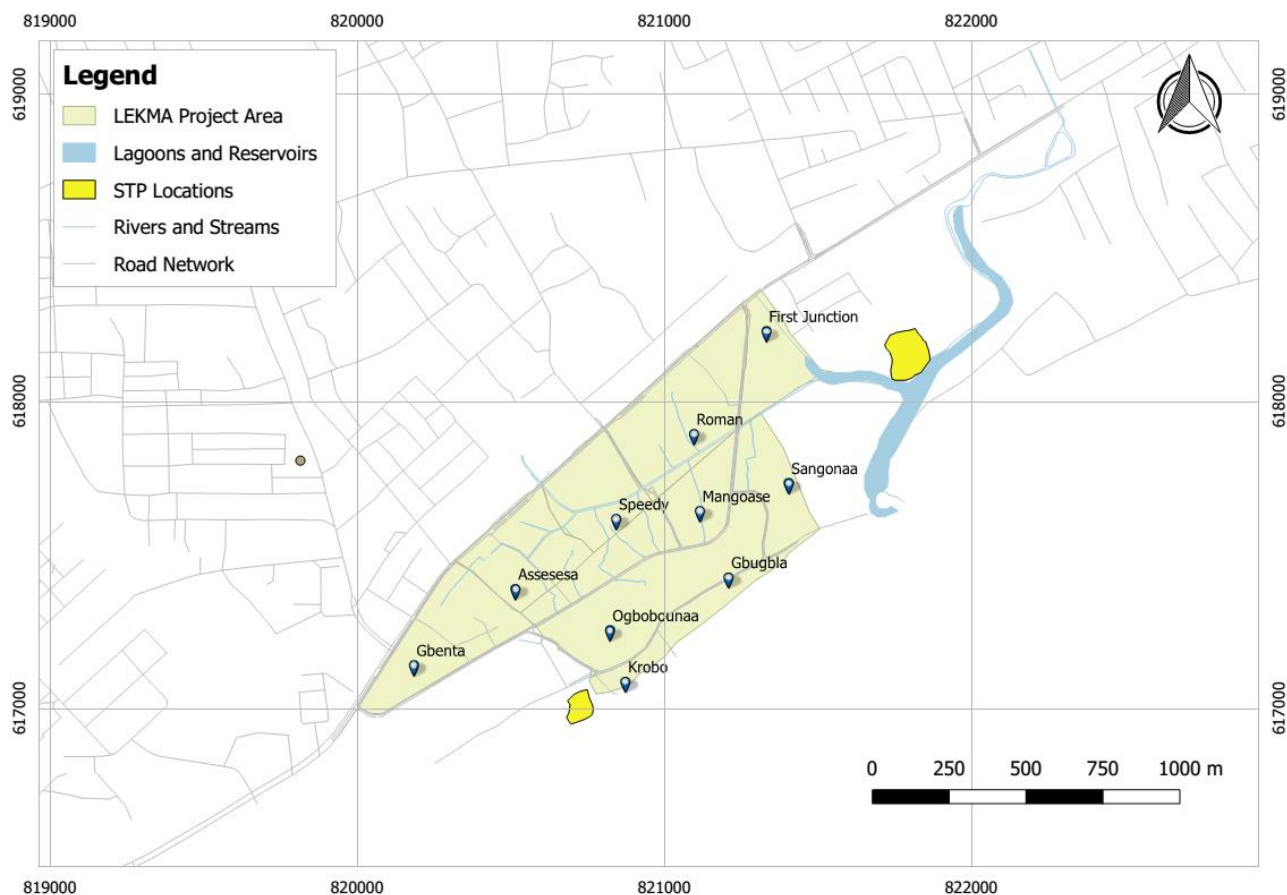 819000
820000
821000
822000
619000
619000
Legend
LEKMA Project Area
Lagoons and Reservoirs
STP Locations
Rivers and Streams
Road Network
First Junction
618000
618000
Roman
Sangonaa
Speedy
Mangoase
Assesesa
Gbugbla
Ogbobounaa
Gbenta
Krobo
617000
617000
0 250 500 750 1000 m
819000
820000
821000
822000